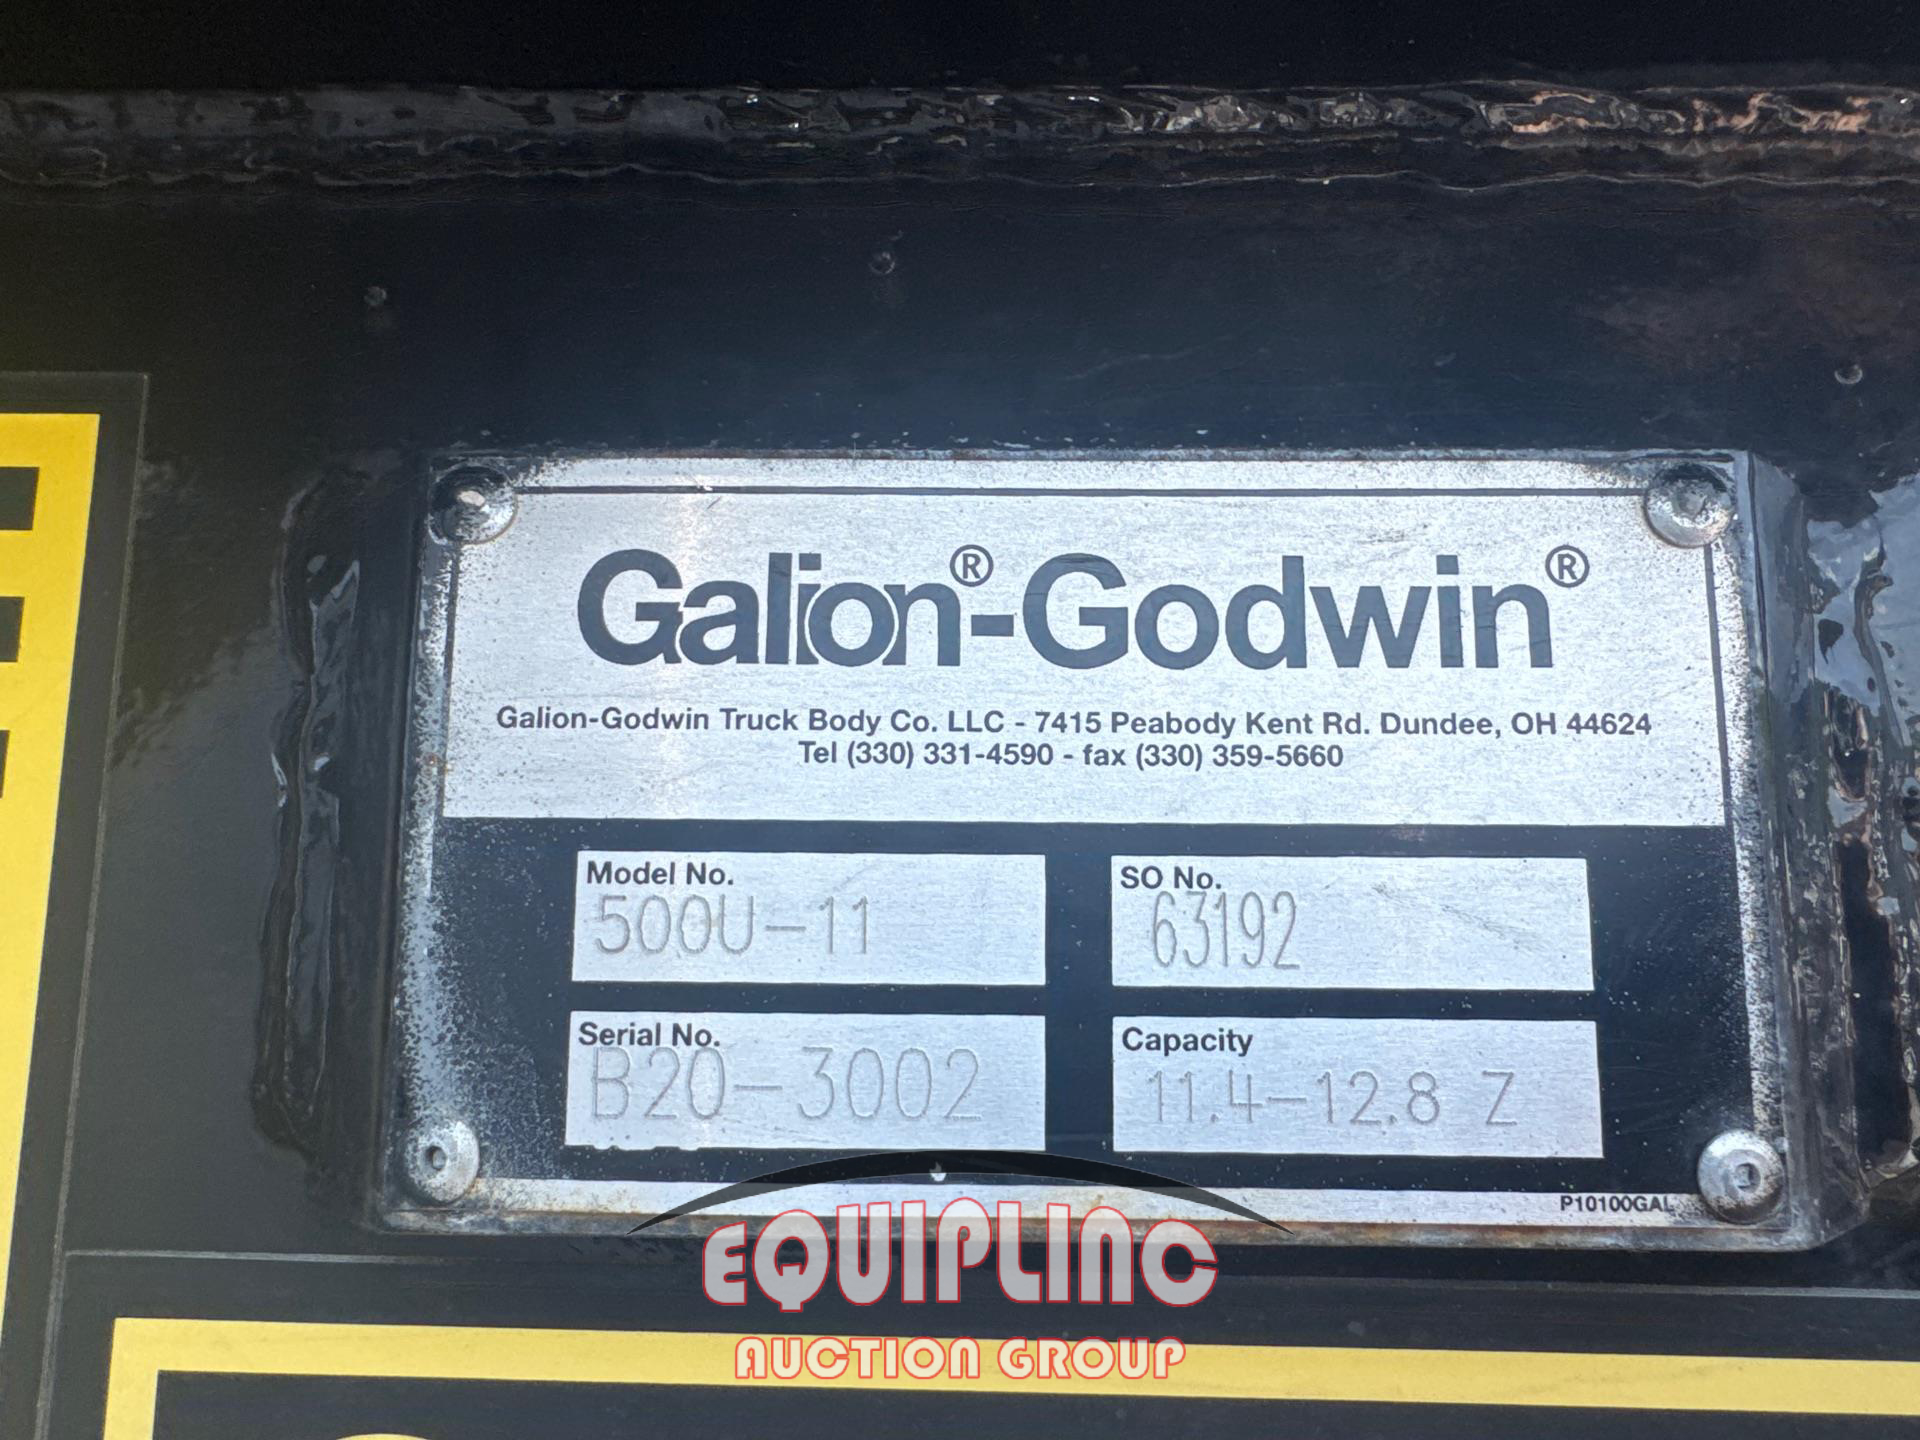 Galion®-Godwin®
Galion-Godwin Truck Body Co. LLC - 7415 Peabody Kent Rd. Dundee, OH 44624
Tel (330) 331-4590 - fax (330) 359-5660
Model No.
500U-11
SO No.
63192
Serial No.
B20-3002
Capacity
11.4-12.8 Z
P10100GAL
EQUIPLINC
AUCTION GROUP